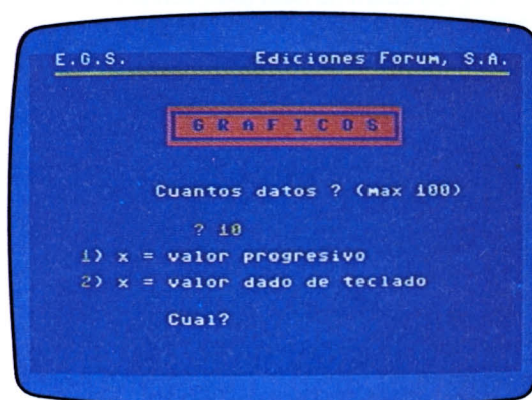 E.G.S. Ediciones Forum, S.A.
GRAFICOS
Cuantos datos ? (max 100)
? 10
1) x = valor progresivo
2) x = valor dado de teclado
Cual?